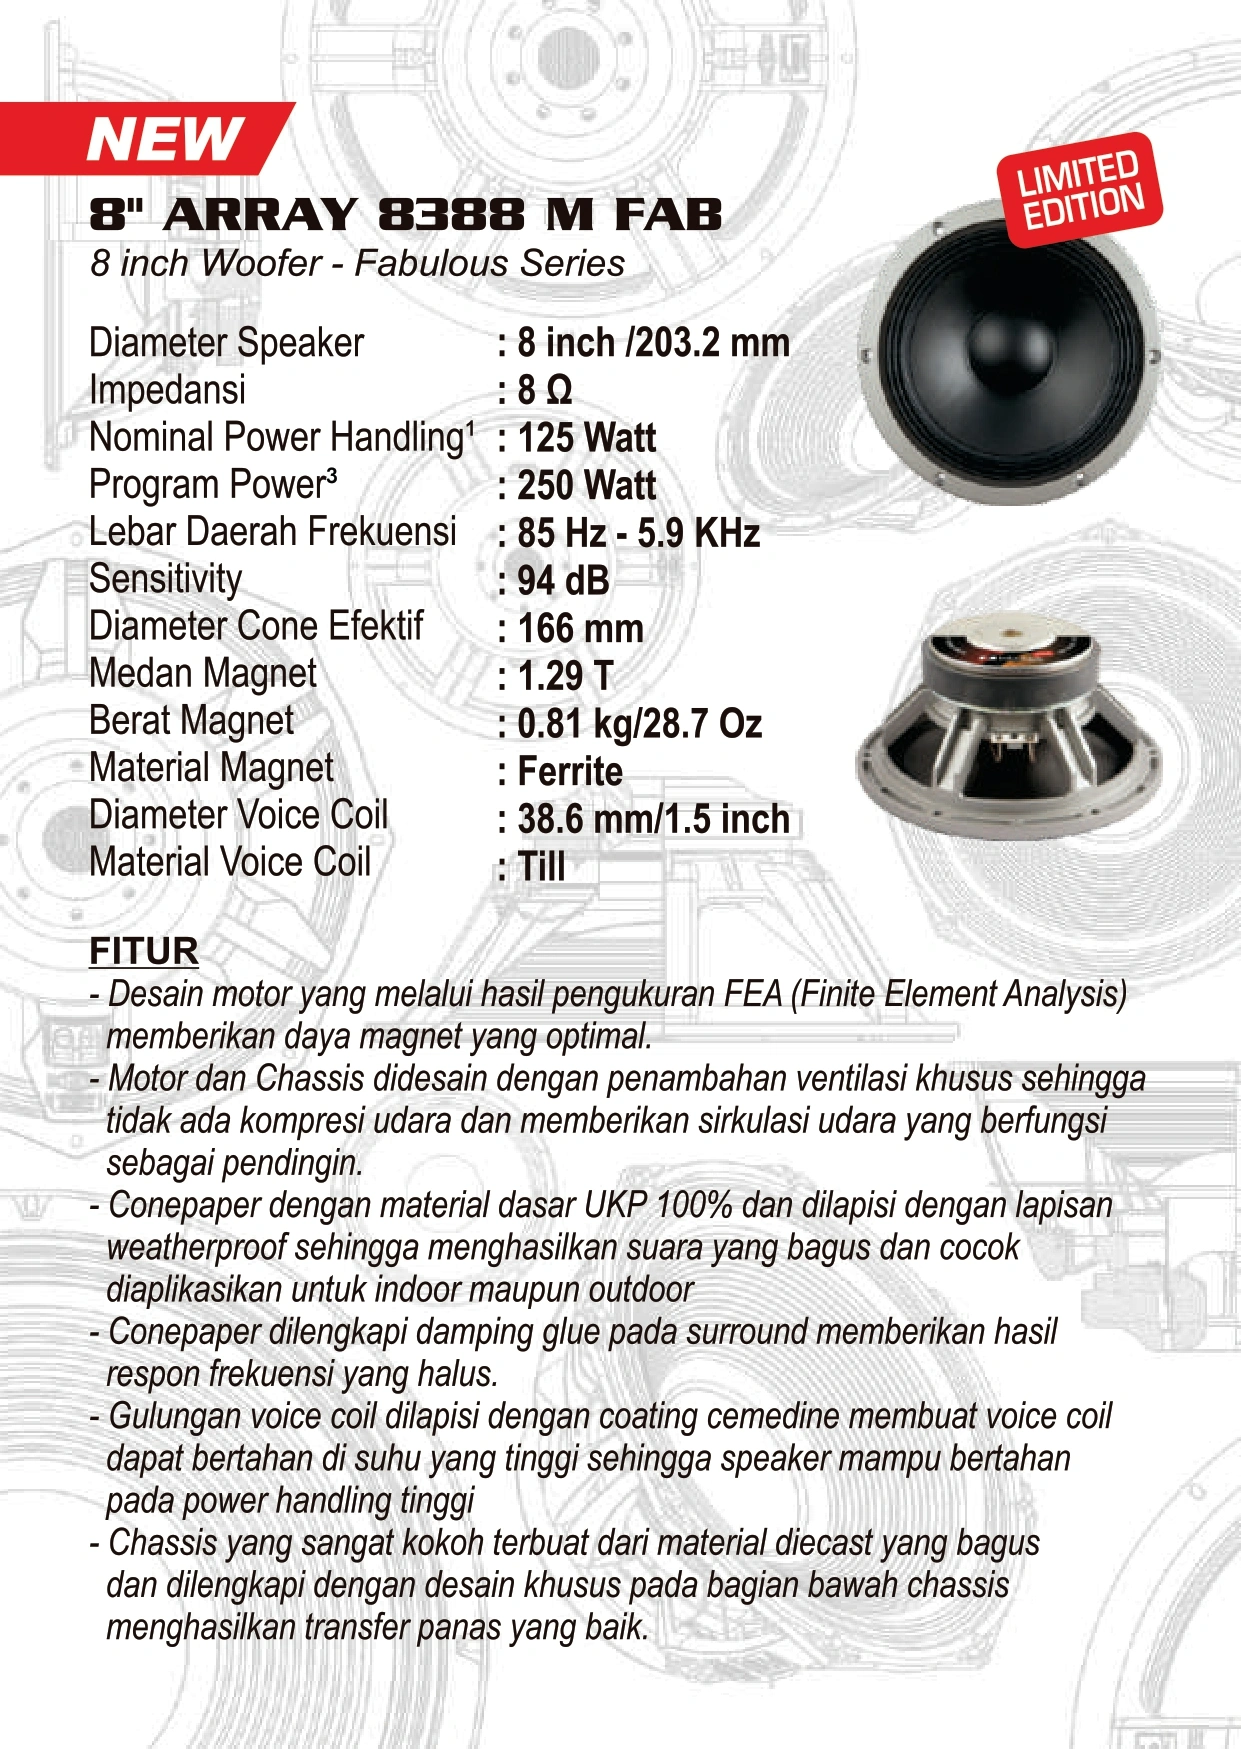 NEW
LIMITED
EDITION
8" ARRAY 8388 M FAB
8 inch Woofer - Fabulous Series
Diameter Speaker : 8 inch /203.2 mm
Impedansi : 8 Ω
Nominal Power Handling¹ : 125 Watt
Program Power³ : 250 Watt
Lebar Daerah Frekuensi : 85 Hz - 5.9 KHz
Sensitivity : 94 dB
Diameter Cone Efektif : 166 mm
Medan Magnet : 1.29 T
Berat Magnet : 0.81 kg/28.7 Oz
Material Magnet : Ferrite
Diameter Voice Coil : 38.6 mm/1.5 inch
Material Voice Coil : Till
FITUR
- Desain motor yang melalui hasil pengukuran FEA (Finite Element Analysis)
memberikan daya magnet yang optimal.
- Motor dan Chassis didesain dengan penambahan ventilasi khusus sehingga
tidak ada kompresi udara dan memberikan sirkulasi udara yang berfungsi
sebagai pendingin.
- Conepaper dengan material dasar UKP 100% dan dilapisi dengan lapisan
weatherproof sehingga menghasilkan suara yang bagus dan cocok
diaplikasikan untuk indoor maupun outdoor
- Conepaper dilengkapi damping glue pada surround memberikan hasil
respon frekuensi yang halus.
- Gulungan voice coil dilapisi dengan coating cemedine membuat voice coil
dapat bertahan di suhu yang tinggi sehingga speaker mampu bertahan
pada power handling tinggi
- Chassis yang sangat kokoh terbuat dari material diecast yang bagus
dan dilengkapi dengan desain khusus pada bagian bawah chassis
menghasilkan transfer panas yang baik.